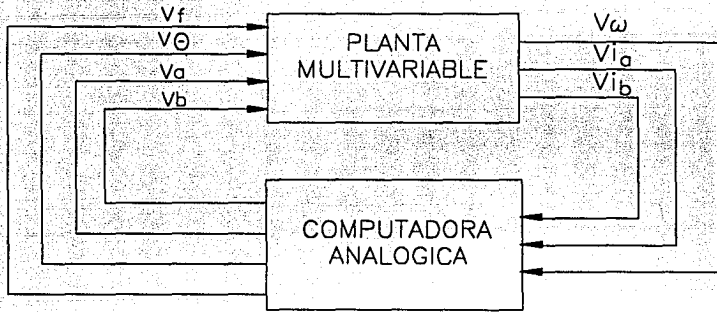 Vf
VΘ
Va
Vb
PLANTA
MULTIVARIABLE
Vω
Via
Vib
COMPUTADORA
ANALOGICA